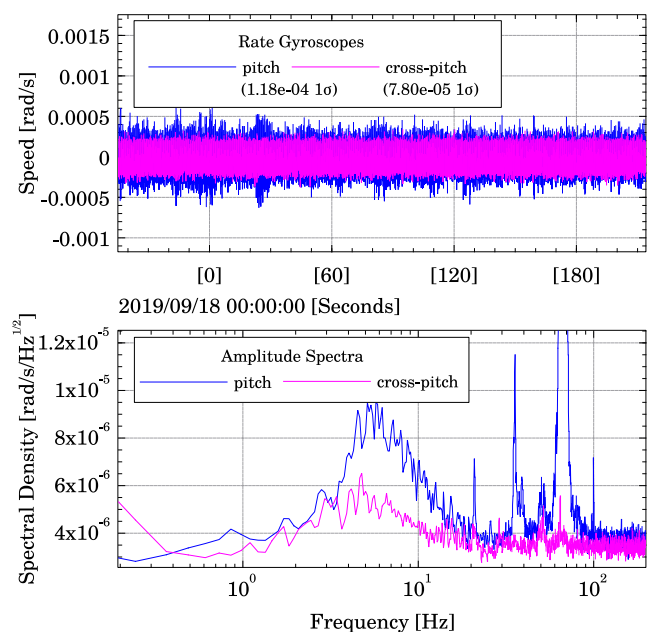 Rate Gyroscopes
pitch cross-pitch
(1.18e-04 1σ) (7.80e-05 1σ)
Speed [rad/s]
0.0015
0.001
0.0005
0
-0.0005
-0.001
[0] [60] [120] [180]
2019/09/18 00:00:00 [Seconds]
Amplitude Spectra
pitch cross-pitch
Spectral Density [rad/s/Hz^1/2]
1.2x10^-5
1x10^-5
8x10^-6
6x10^-6
4x10^-6
10^0 10^1 10^2
Frequency [Hz]